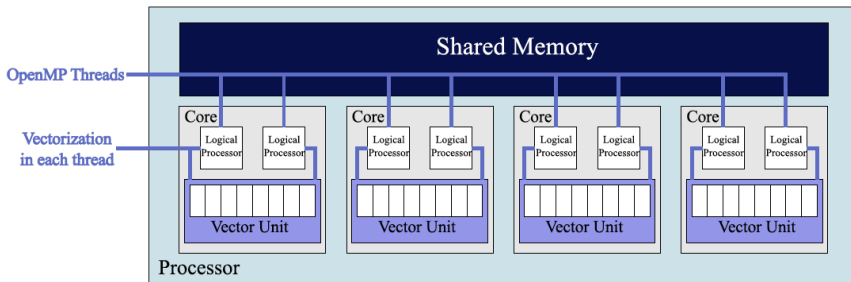 Shared Memory
OpenMP Threads
Core
Core
Core
Core
Logical
Processor
Logical
Processor
Logical
Processor
Logical
Processor
Logical
Processor
Logical
Processor
Logical
Processor
Logical
Processor
Vectorization
in each thread
Vector Unit
Vector Unit
Vector Unit
Vector Unit
Processor